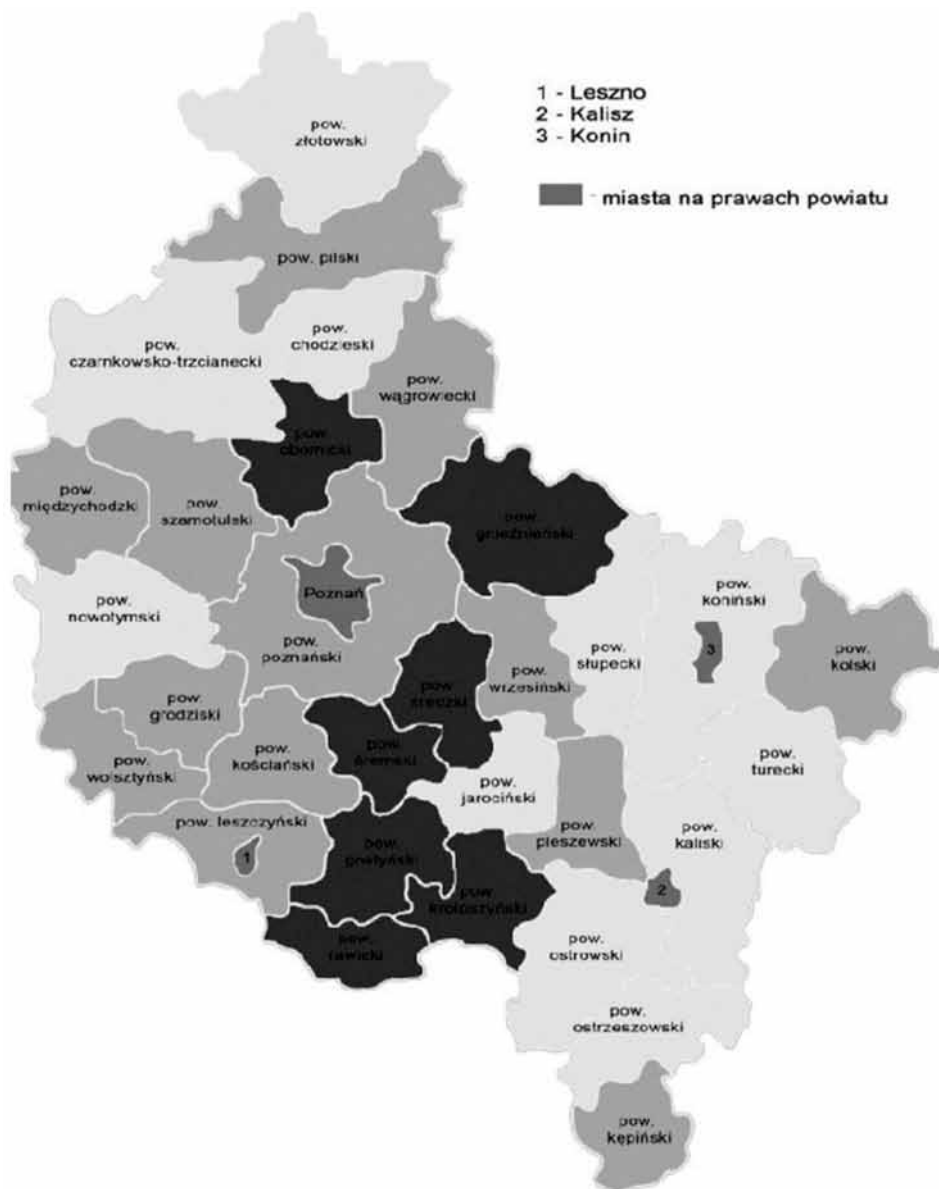 1 - Leszno
2 - Kalisz
3 - Konin
- miasta na prawach powiatu
pow.
złotowski
pow. pilski
pow.
chodzieski
pow.
czarnkowsko-trzcianecki
pow.
wągrowiecki
pow.
obornicki
pow.
międzychodzki
pow.
szamotulski
pow.
gnieźnieński
Poznań
pow.
poznański
pow.
nowotymski
pow.
koniński
3
pow.
słupecki
pow.
kolski
pow.
wrzesiński
pow.
średzki
pow.
grodziski
pow.
wolsztyński
pow.
kościański
pow.
śremski
pow.
turecki
pow.
jarociński
pow. leszczyński
1
pow.
pleszewski
pow.
kaliski
2
pow.
gostyński
pow.
krotoszyński
pow.
rawicki
pow.
ostrowski
pow.
ostrzeszowski
pow.
kępiński